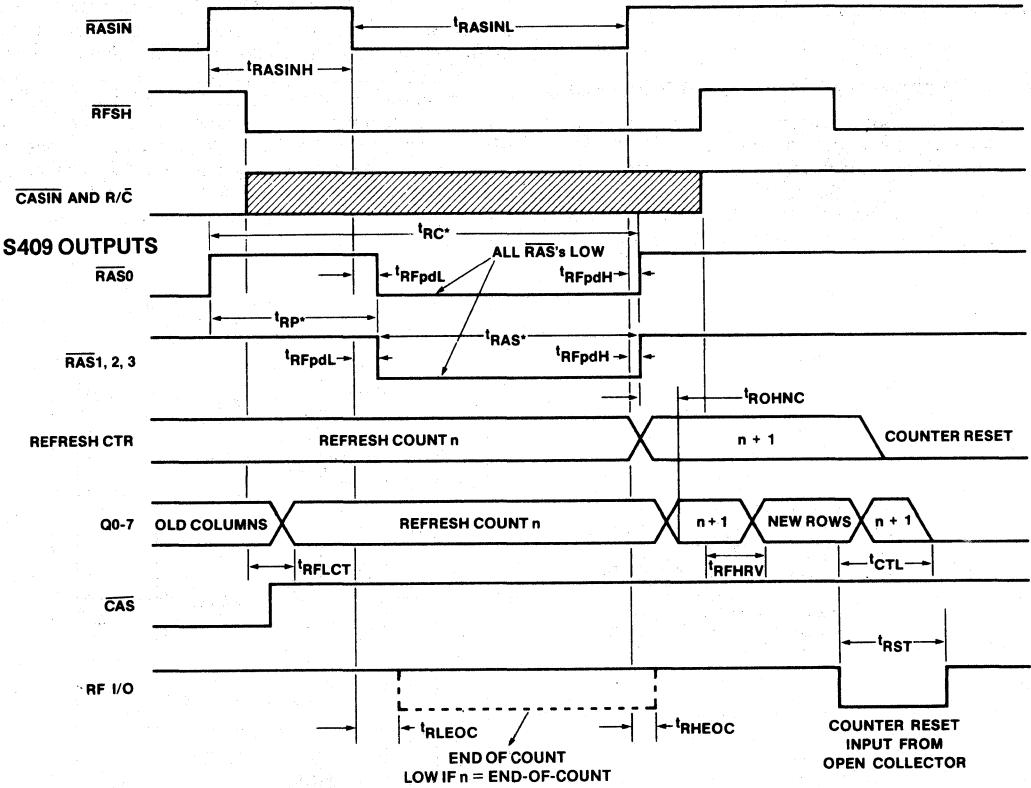 RASIN
tRASINL
tRASINH
RFSH
CASIN AND R/C̄
tRC*
S409 OUTPUTS
ALL RAS's LOW
RAS0
tRFpdL
tRFpdH
tRP*
tRAS*
RAS1, 2, 3
tRFpdL
tRFpdH
tROHNC
REFRESH CTR
REFRESH COUNT n
n + 1
COUNTER RESET
Q0-7
OLD COLUMNS
REFRESH COUNT n
n + 1
NEW ROWS
n + 1
tRFLCT
tRFHRV
tCTL
CAS
tRST
RF I/O
tRLEOC
tRHEOC
END OF COUNT
LOW IF n = END-OF-COUNT
COUNTER RESET
INPUT FROM
OPEN COLLECTOR